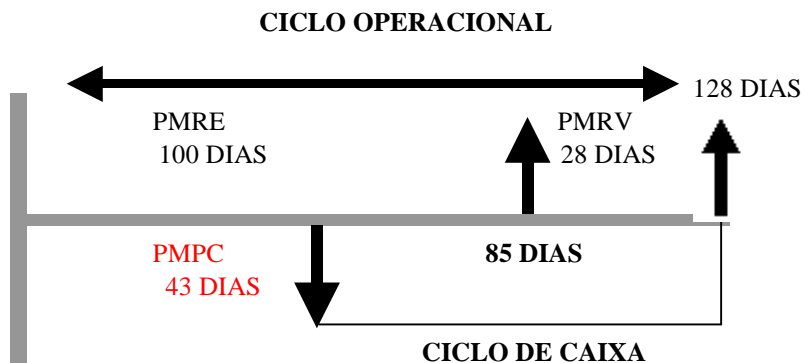 CICLO OPERACIONAL
128 DIAS
PMRE
100 DIAS
PMRV
28 DIAS
PMPC
43 DIAS
85 DIAS
CICLO DE CAIXA